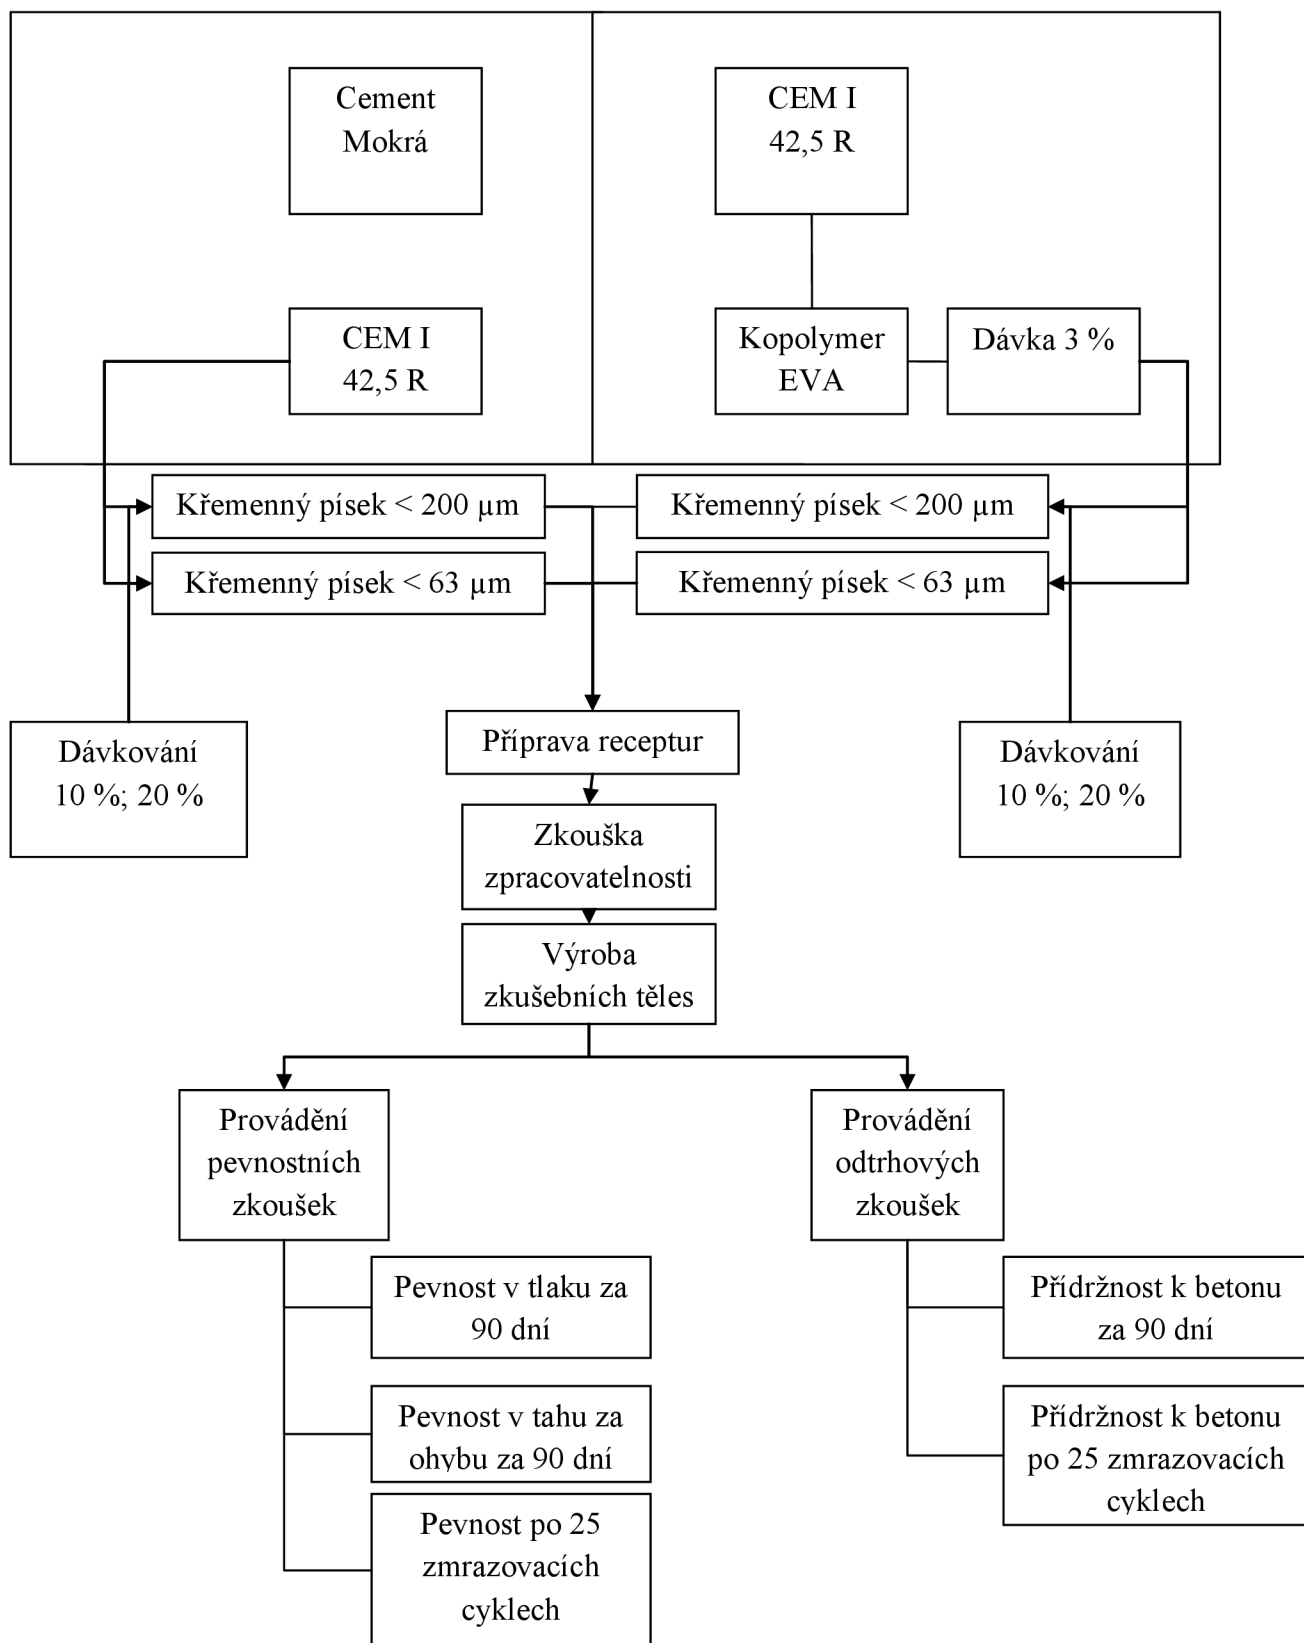 Cement
Mokrá
CEM I
42,5 R
CEM I
42,5 R
Kopolymer
EVA
Dávka 3 %
Křemenný písek < 200 µm
Křemenný písek < 200 µm
Křemenný písek < 63 µm
Křemenný písek < 63 µm
Dávkování
10 %; 20 %
Příprava receptur
Dávkování
10 %; 20 %
Zkouška
zpracovatelnosti
Výroba
zkušebních těles
Provádění
pevnostních
zkoušek
Provádění
odtrhových
zkoušek
Pevnost v tlaku za
90 dní
Přídržnost k betonu
za 90 dní
Pevnost v tahu za
ohybu za 90 dní
Přídržnost k betonu
po 25 zmrazovacích
cyklech
Pevnost po 25
zmrazovacích
cyklech